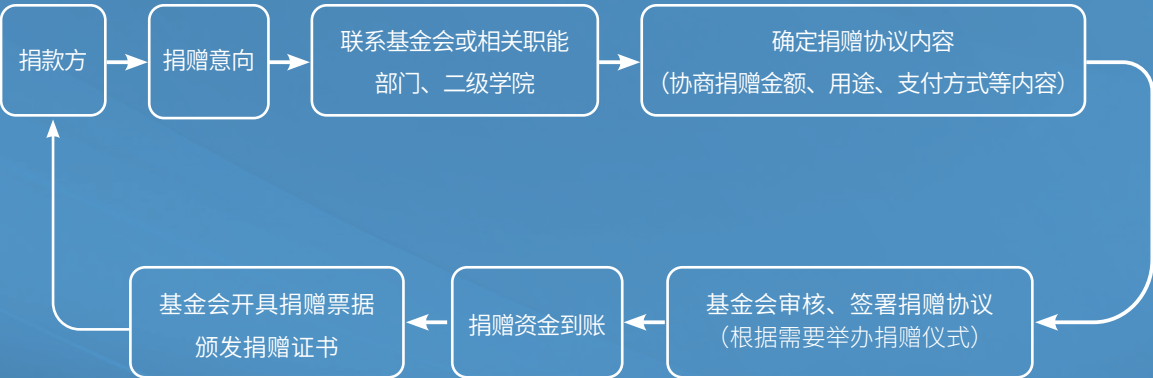 捐款方
捐赠意向
联系基金会或相关职能
部门、二级学院
确定捐赠协议内容
（协商捐赠金额、用途、支付方式等内容）
基金会审核、签署捐赠协议
（根据需要举办捐赠仪式）
捐赠资金到账
基金会开具捐赠票据
颁发捐赠证书